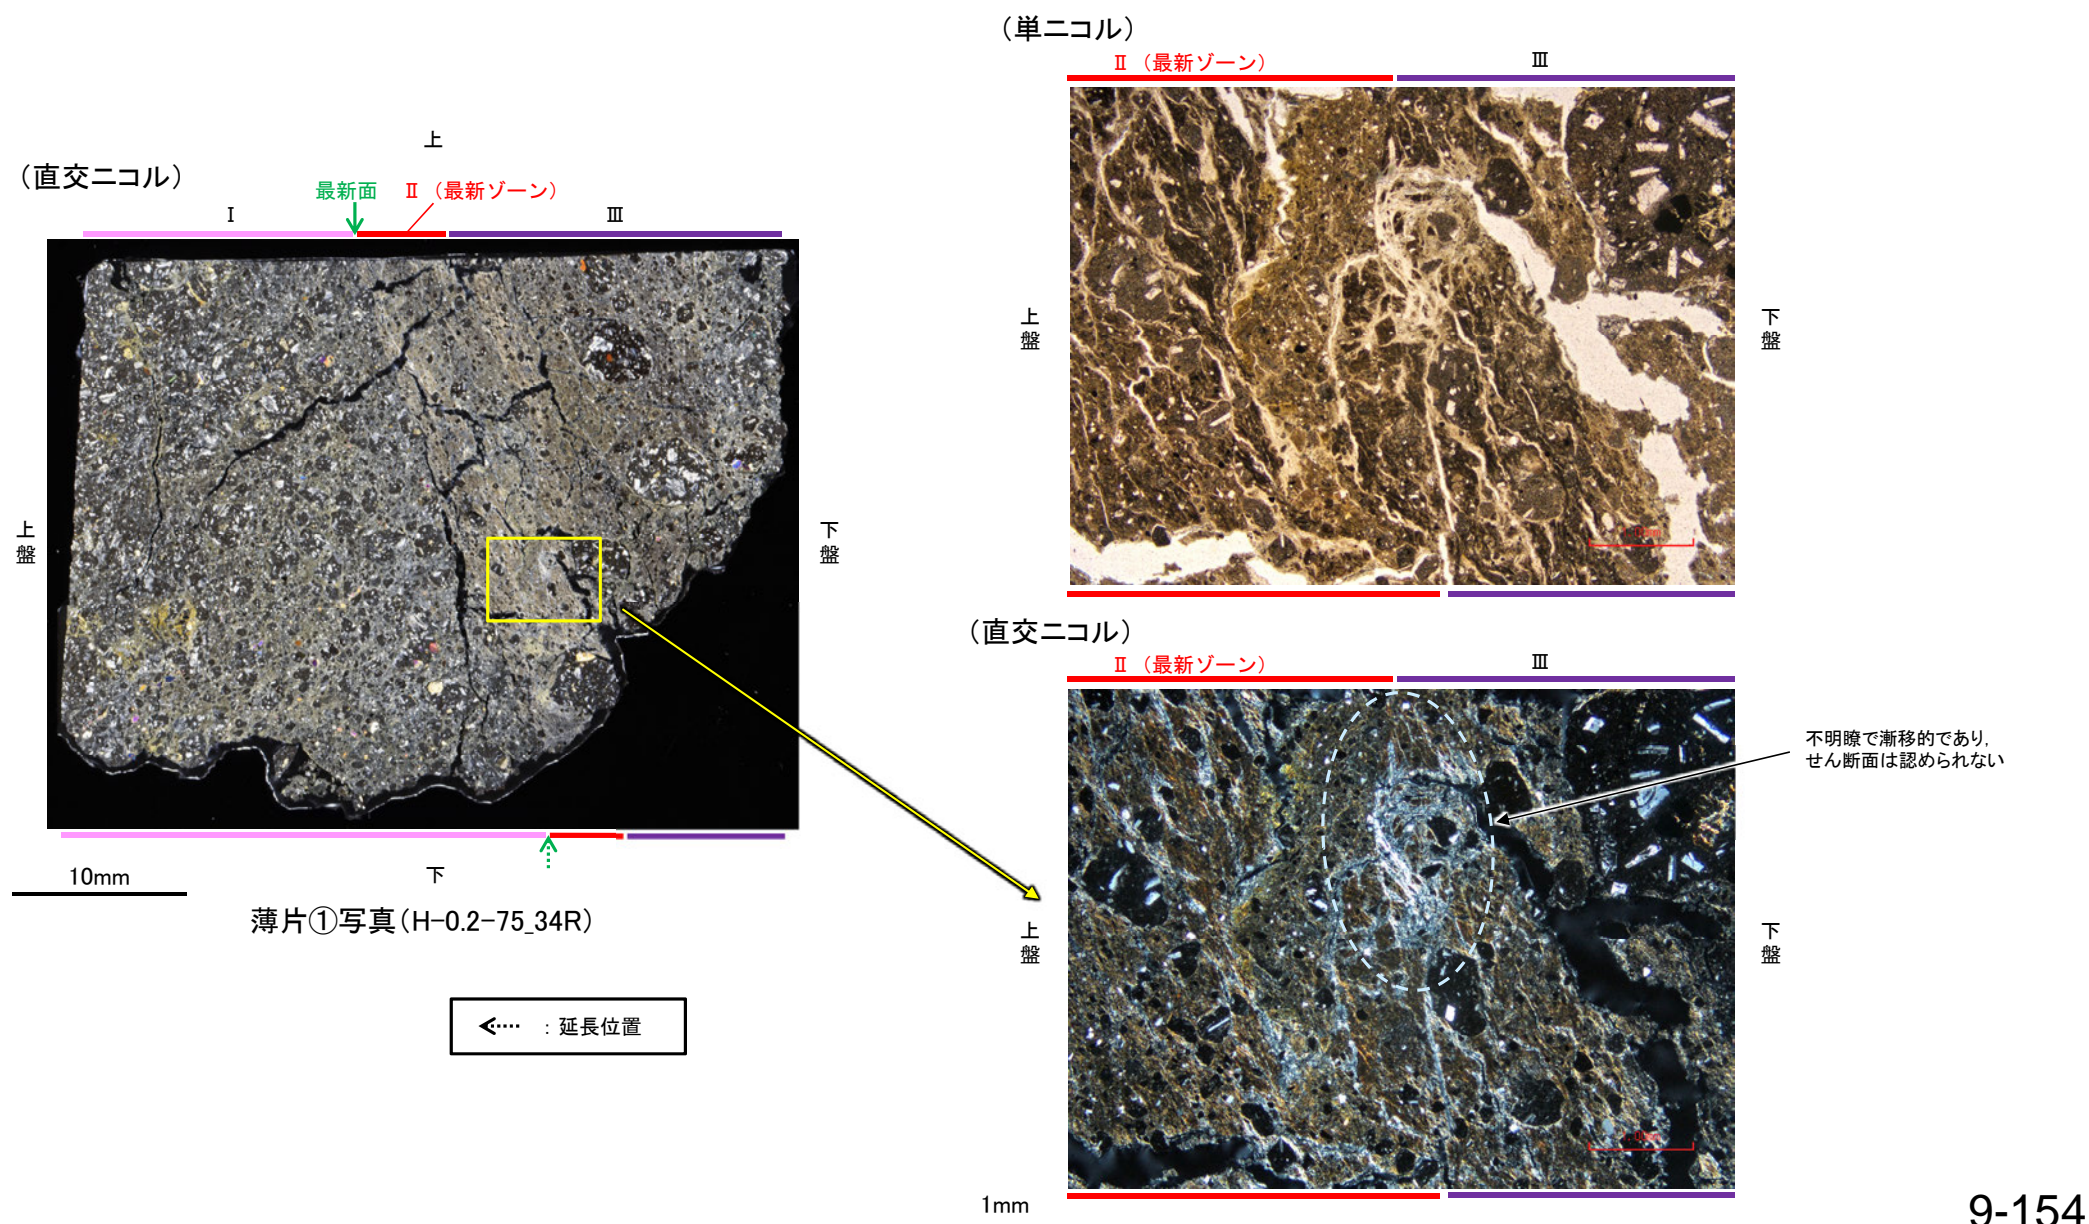 （単ニコル）
Ⅱ（最新ゾーン）
Ⅲ
上
（直交ニコル）
最新面
Ⅱ（最新ゾーン）
Ⅰ
Ⅲ
上盤
下盤
上盤
下盤
（直交ニコル）
Ⅱ（最新ゾーン）
Ⅲ
不明瞭で漸移的であり，
せん断面は認められない
10mm
下
薄片①写真（H-0.2-75_34R）
上盤
下盤
：延長位置
1mm
9-154